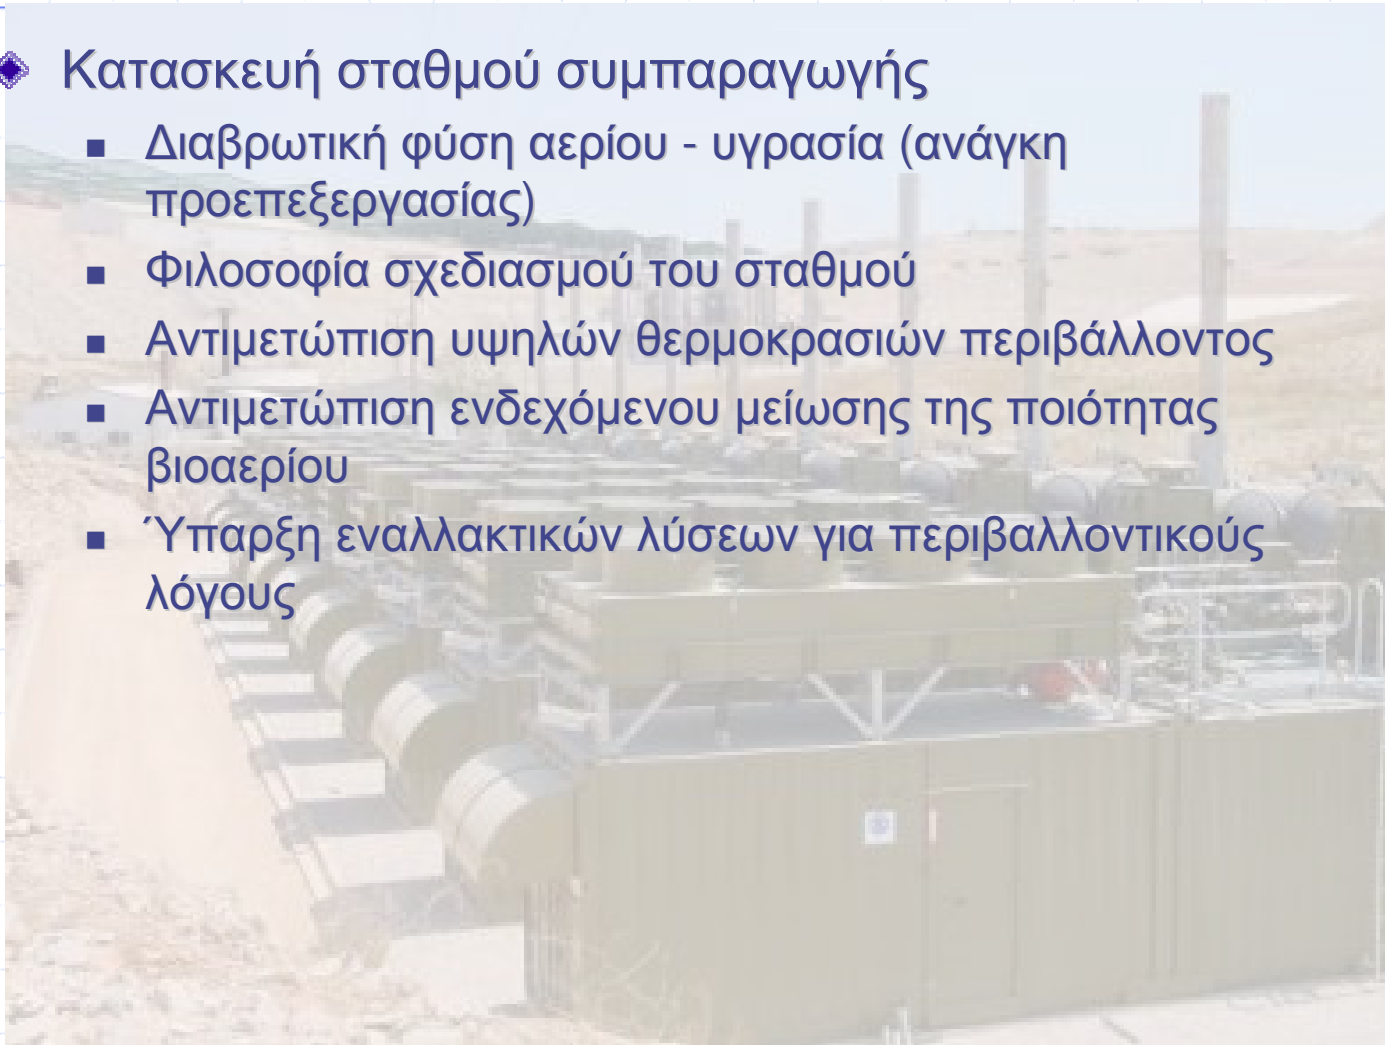 Κατασκευή σταθμού συμπαραγωγής
Διαβρωτική φύση αερίου - υγρασία (ανάγκη
προεπεξεργασίας)
Φιλοσοφία σχεδιασμού του σταθμού
Αντιμετώπιση υψηλών θερμοκρασιών περιβάλλοντος
Αντιμετώπιση ενδεχόμενου μείωσης της ποιότητας
βιοαερίου
Ύπαρξη εναλλακτικών λύσεων για περιβαλλοντικούς
λόγους